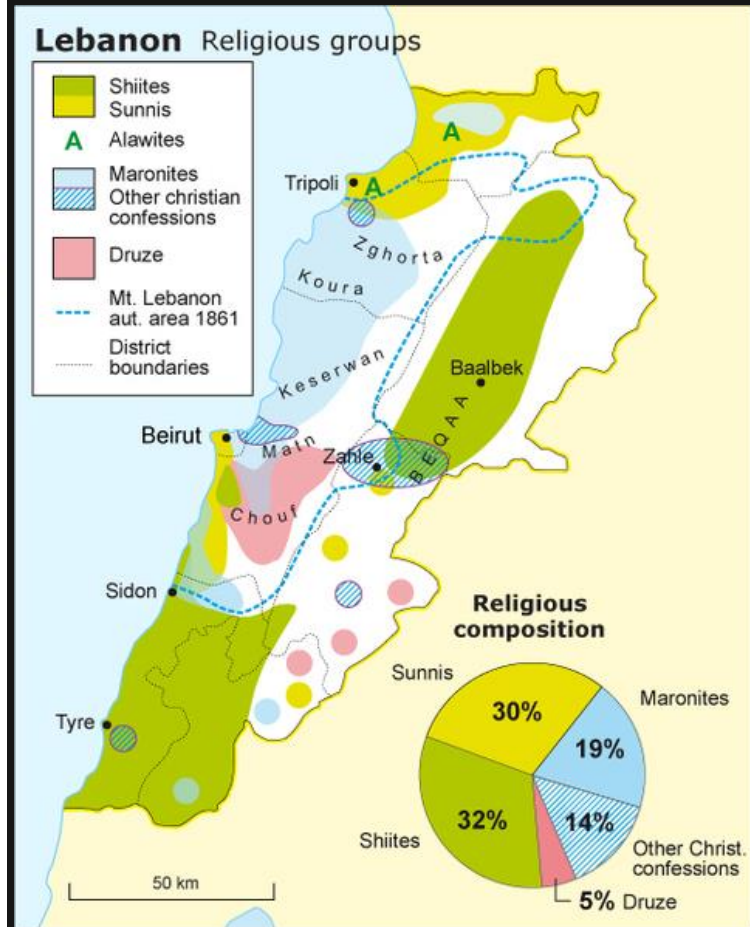 Lebanon Religious groups
Shiites
Sunnis
A Alawites
Maronites
Other christian
confessions
Druze
Mt. Lebanon
aut. area 1861
District
boundaries
A
Tripoli
A
Zghorta
Koura
Keserwan
Baalbek
BEQAA
Beirut
Matn
Zahle
Chouf
Sidon
Tyre
50 km
Religious
composition
Sunnis
30%
Maronites
19%
Shiites
32%
14%
Other Christ.
confessions
5% Druze